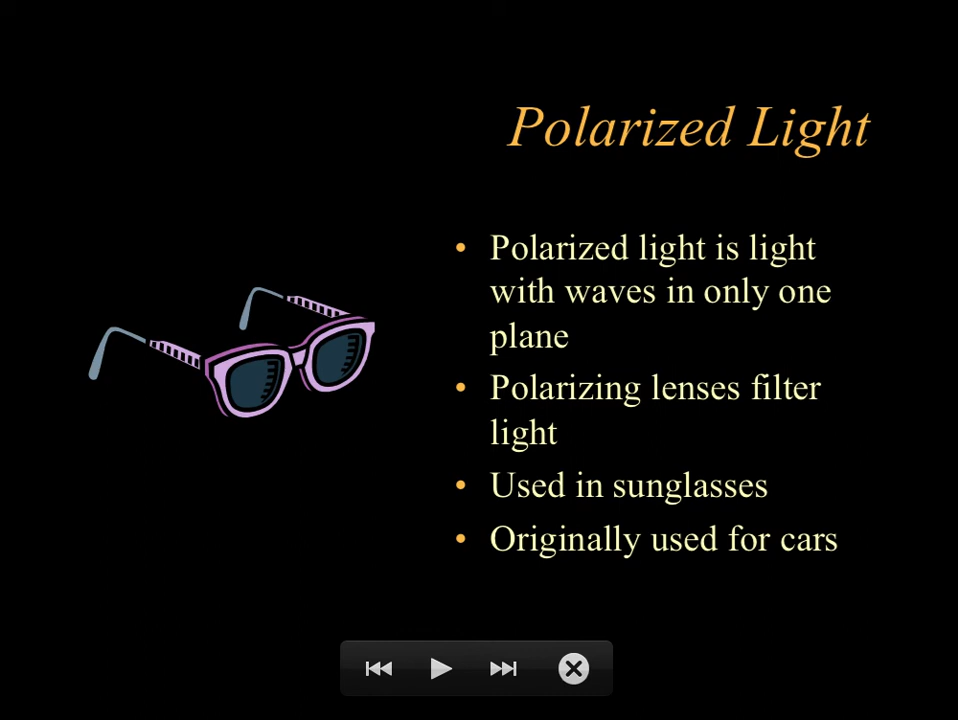 Polarized Light
• Polarized light is light
with waves in only one
plane
• Polarizing lenses filter
light
• Used in sunglasses
• Originally used for cars